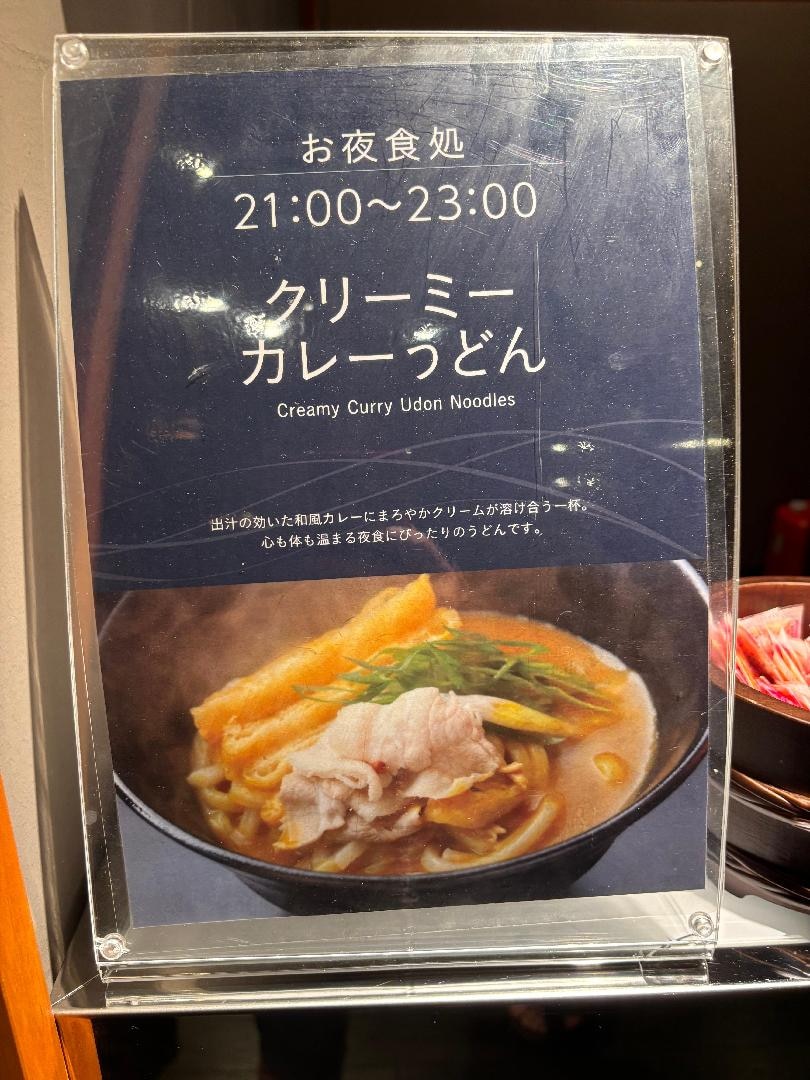 お夜食処
21:00～23:00
クリーミー
カレーうどん
Creamy Curry Udon Noodles
出汁の効いた和風カレーにまろやかクリームが溶け合う一杯。
心も体も温まる夜食にぴったりのうどんです。